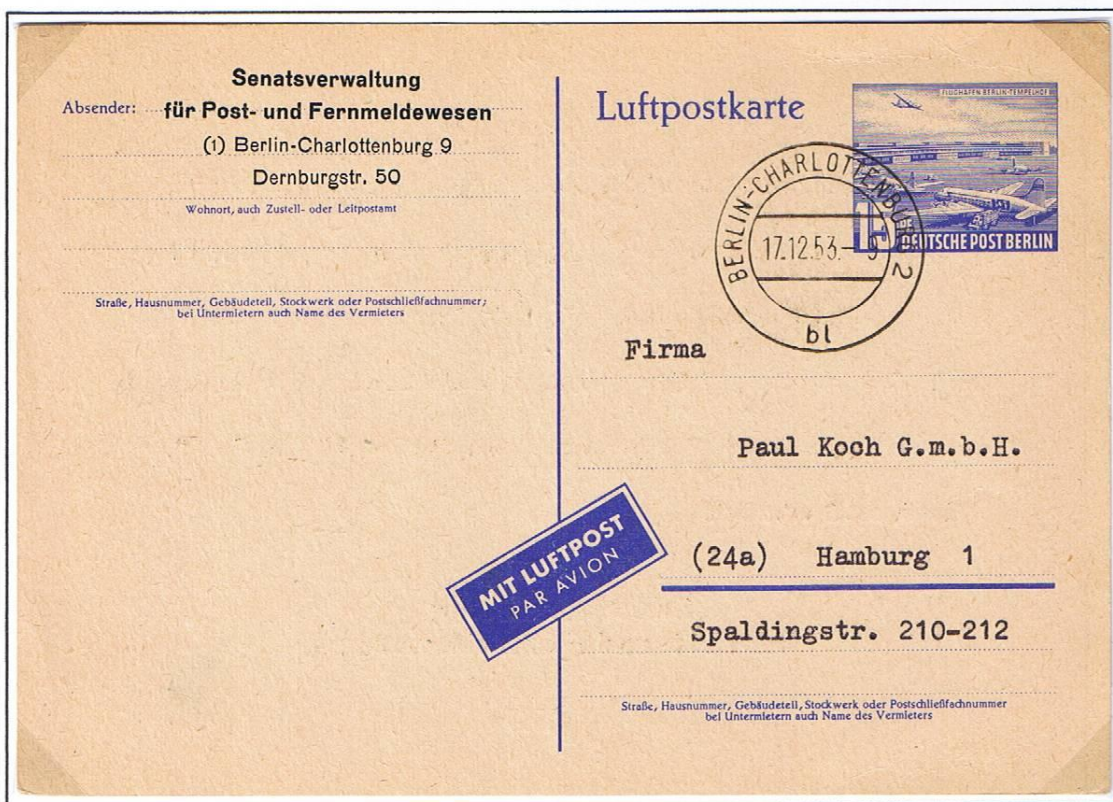 Senatsverwaltung
Absender: für Post- und Fernmeldewesen
(1) Berlin-Charlottenburg 9
Dernburgstr. 50
Wohnort, auch Zustell- oder Leitpostamt
Straße, Hausnummer, Gebäudeteil, Stockwerk oder Postschließfachnummer;
bei Untermietern auch Name des Vermieters
Luftpostkarte
FLUGHAFEN BERLIN-TEMPELHOF
15
DEUTSCHE POST BERLIN
BERLIN-CHARLOTTENBURG 2
17.12.53.- 9
bl
Firma
Paul Koch G.m.b.H.
MIT LUFTPOST
PAR AVION
(24a) Hamburg 1
Spaldingstr. 210-212
Straße, Hausnummer, Gebäudeteil, Stockwerk oder Postschließfachnummer
bei Untermietern auch Name des Vermieters